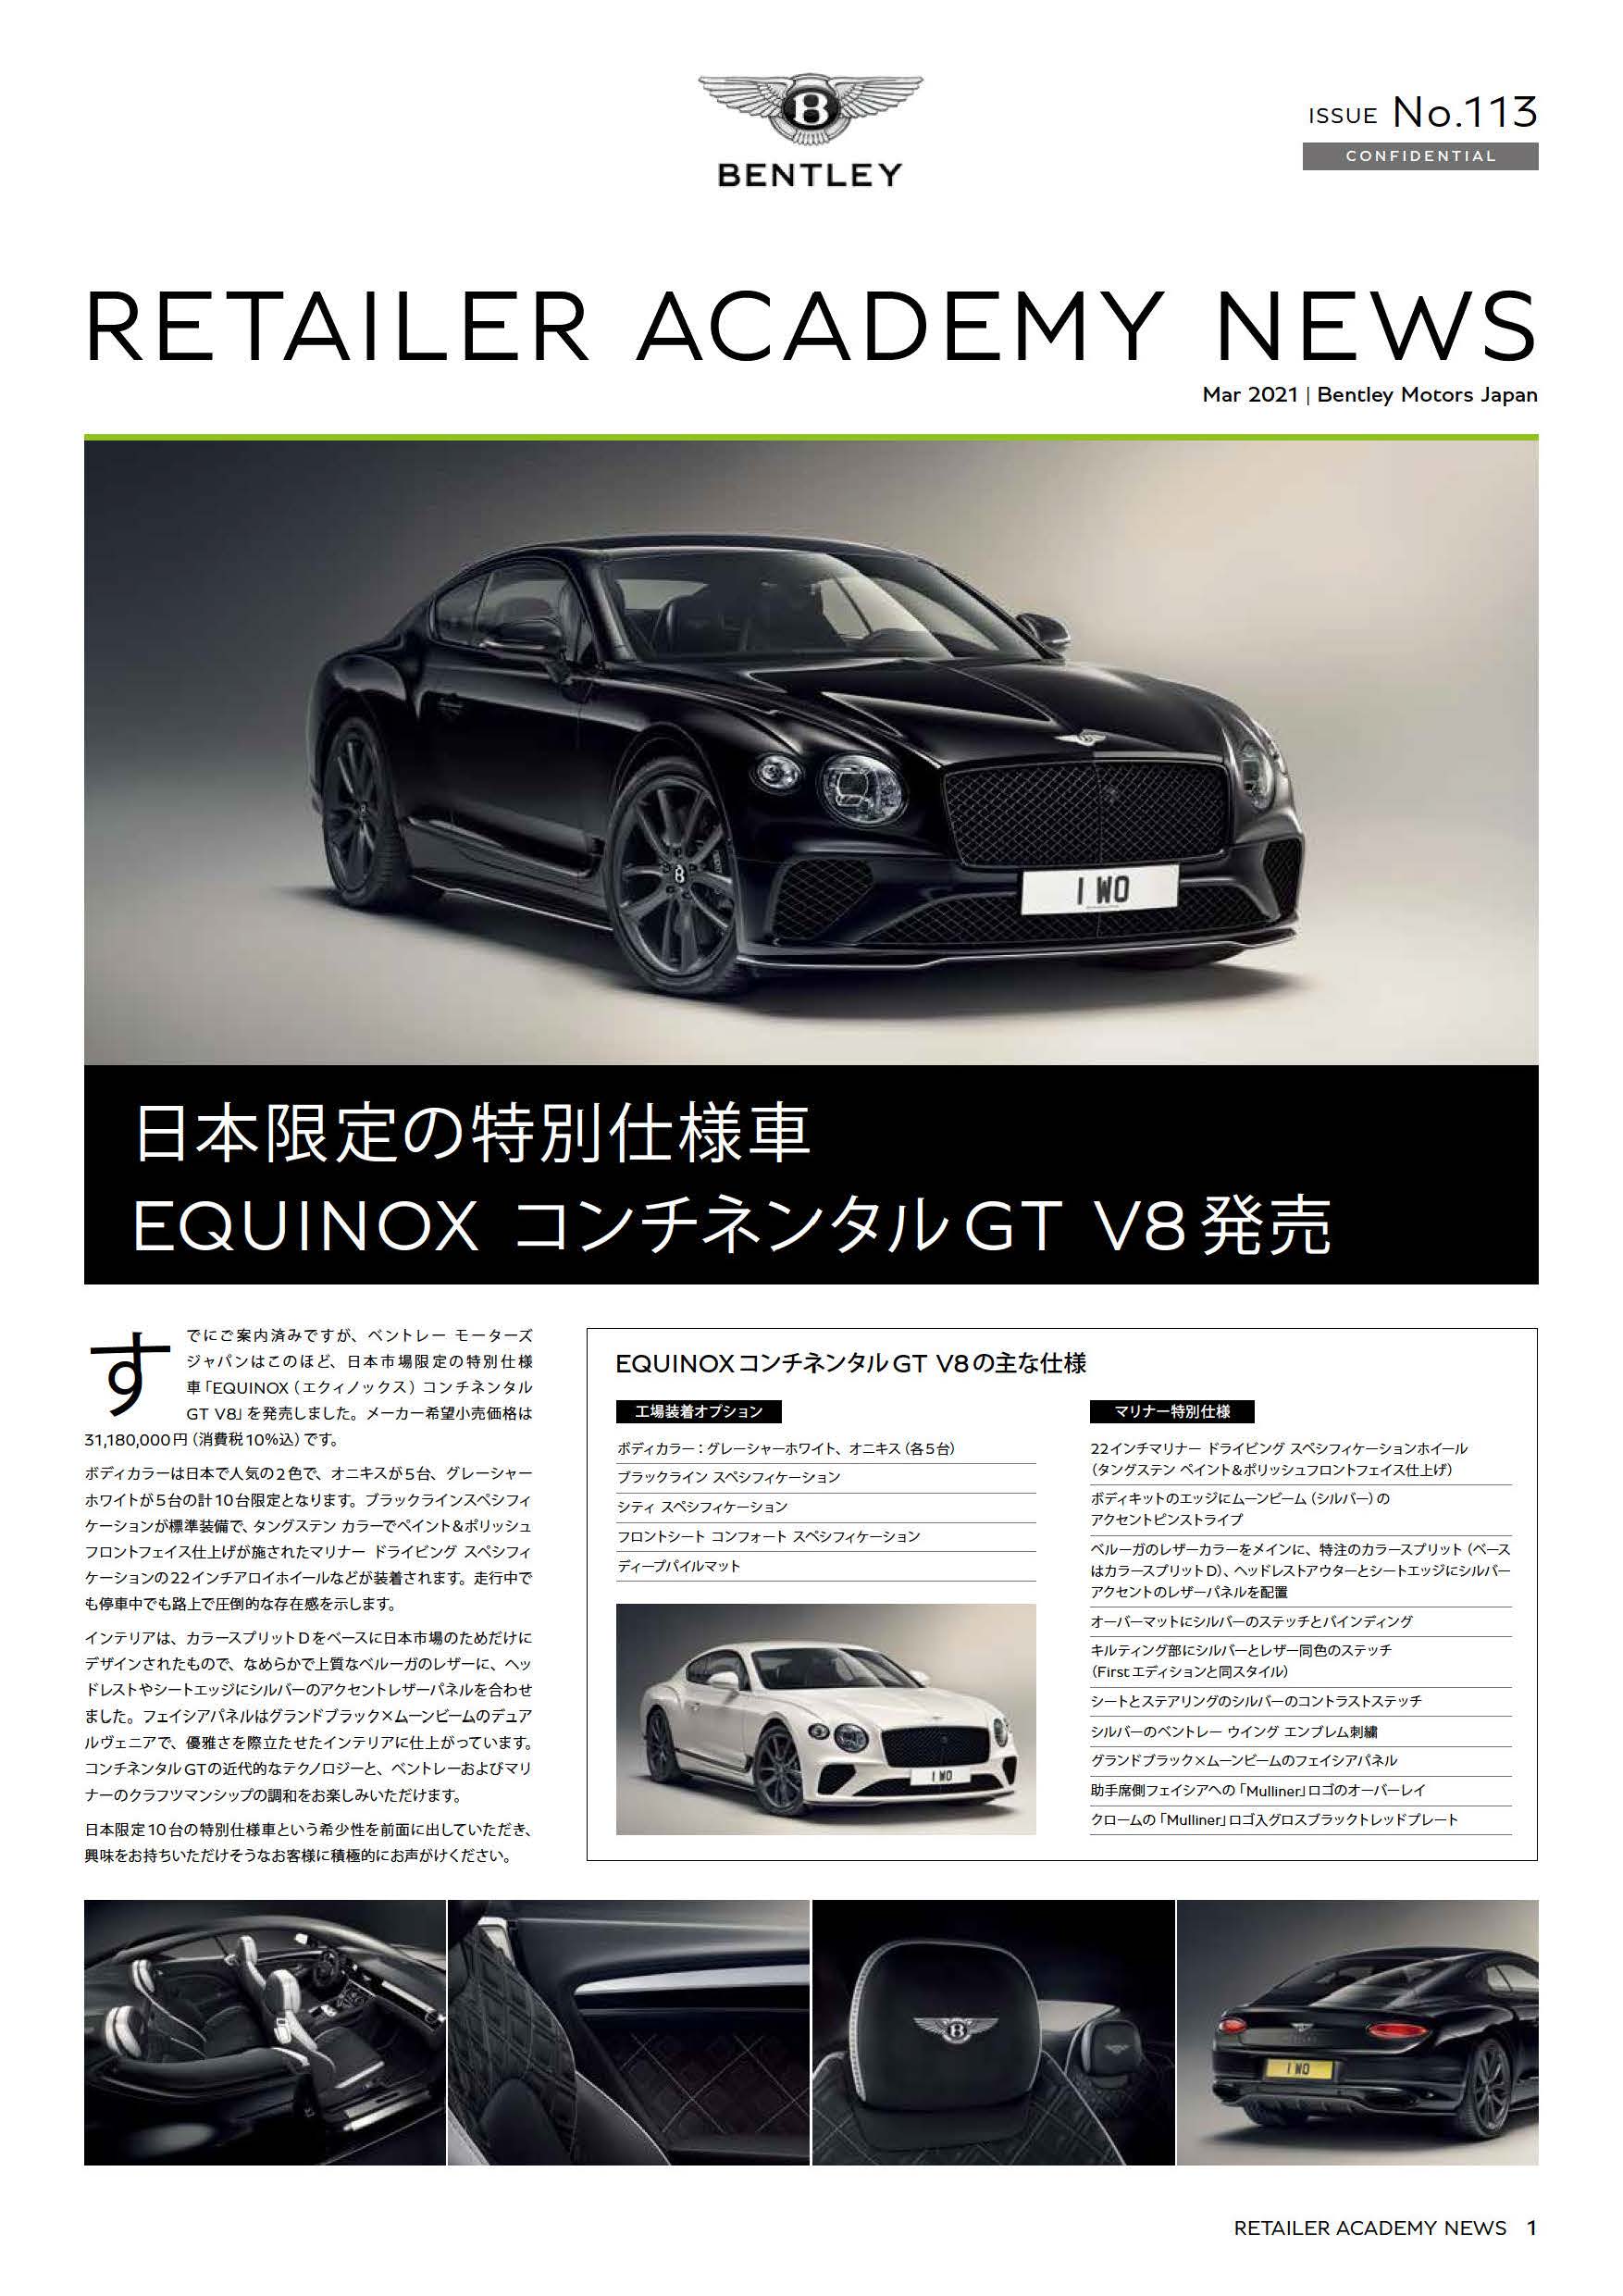 BENTLEY
ISSUE No.113
CONFIDENTIAL
RETAILER ACADEMY NEWS
Mar 2021 | Bentley Motors Japan
1 WO
日本限定の特別仕様車
EQUINOX コンチネンタルGT V8発売
すでにご案内済みですが、ベントレー モーターズ
ジャパンはこのほど、日本市場限定の特別仕様
車「EQUINOX（エクィノックス）コンチネンタル
GT V8」を発売しました。メーカー希望小売価格は
31,180,000円（消費税10%込）です。
ボディカラーは日本で人気の2色で、オニキスが5台、グレーシャー
ホワイトが5台の計10台限定となります。ブラックラインスペシフィ
ケーションが標準装備で、タングステン カラーでペイント&ポリッシュ
フロントフェイス仕上げが施されたマリナー ドライビング スペシフィ
ケーションの22インチアロイホイールなどが装着されます。走行中で
も停車中でも路上で圧倒的な存在感を示します。
インテリアは、カラースプリットDをベースに日本市場のためだけに
デザインされたもので、なめらかで上質なベルーガのレザーに、ヘッ
ドレストやシートエッジにシルバーのアクセントレザーパネルを合わせ
ました。フェイシアパネルはグランドブラック×ムーンビームのデュア
ルヴェニアで、優雅さを際立たせたインテリアに仕上がっています。
コンチネンタルGTの近代的なテクノロジーと、ベントレーおよびマリ
ナーのクラフツマンシップの調和をお楽しみいただけます。
日本限定10台の特別仕様車という希少性を前面に出していただき、
興味をお持ちいただけそうなお客様に積極的にお声がけください。
EQUINOXコンチネンタルGT V8の主な仕様
工場装着オプション
ボディカラー：グレーシャーホワイト、オニキス（各5台）
ブラックライン スペシフィケーション
シティ スペシフィケーション
フロントシート コンフォート スペシフィケーション
ディープパイルマット
1 WO
マリナー特別仕様
22インチマリナー ドライビング スペシフィケーションホイール
（タングステン ペイント&ポリッシュフロントフェイス仕上げ）
ボディキットのエッジにムーンビーム（シルバー）の
アクセントピンストライプ
ベルーガのレザーカラーをメインに、特注のカラースプリット（ベース
はカラースプリットD）、ヘッドレストアウターとシートエッジにシルバー
アクセントのレザーパネルを配置
オーバーマットにシルバーのステッチとバインディング
キルティング部にシルバーとレザー同色のステッチ
（Firstエディションと同スタイル）
シートとステアリングのシルバーのコントラストステッチ
シルバーのベントレー ウイング エンブレム刺繍
グランドブラック×ムーンビームのフェイシアパネル
助手席側フェイシアへの「Mulliner」ロゴのオーバーレイ
クロームの「Mulliner」ロゴ入グロスブラックトレッドプレート
1 WO
RETAILER ACADEMY NEWS 1